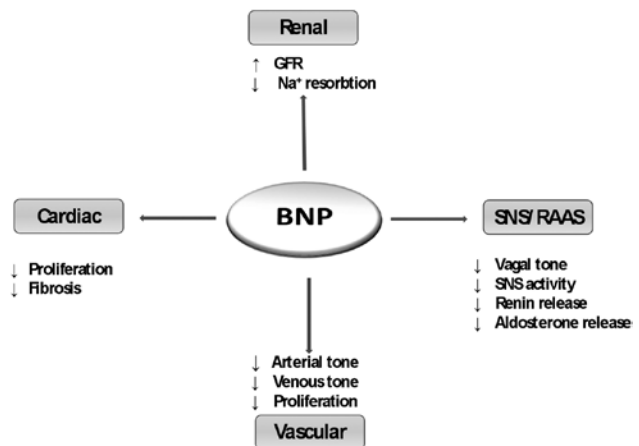 Renal
↑ GFR
↓ Na⁺ resorbtion
Cardiac
↓ Proliferation
↓ Fibrosis
BNP
SNS/ RAAS
↓ Vagal tone
↓ SNS activity
↓ Renin release
↓ Aldosterone release
↓ Arterial tone
↓ Venous tone
↓ Proliferation
Vascular